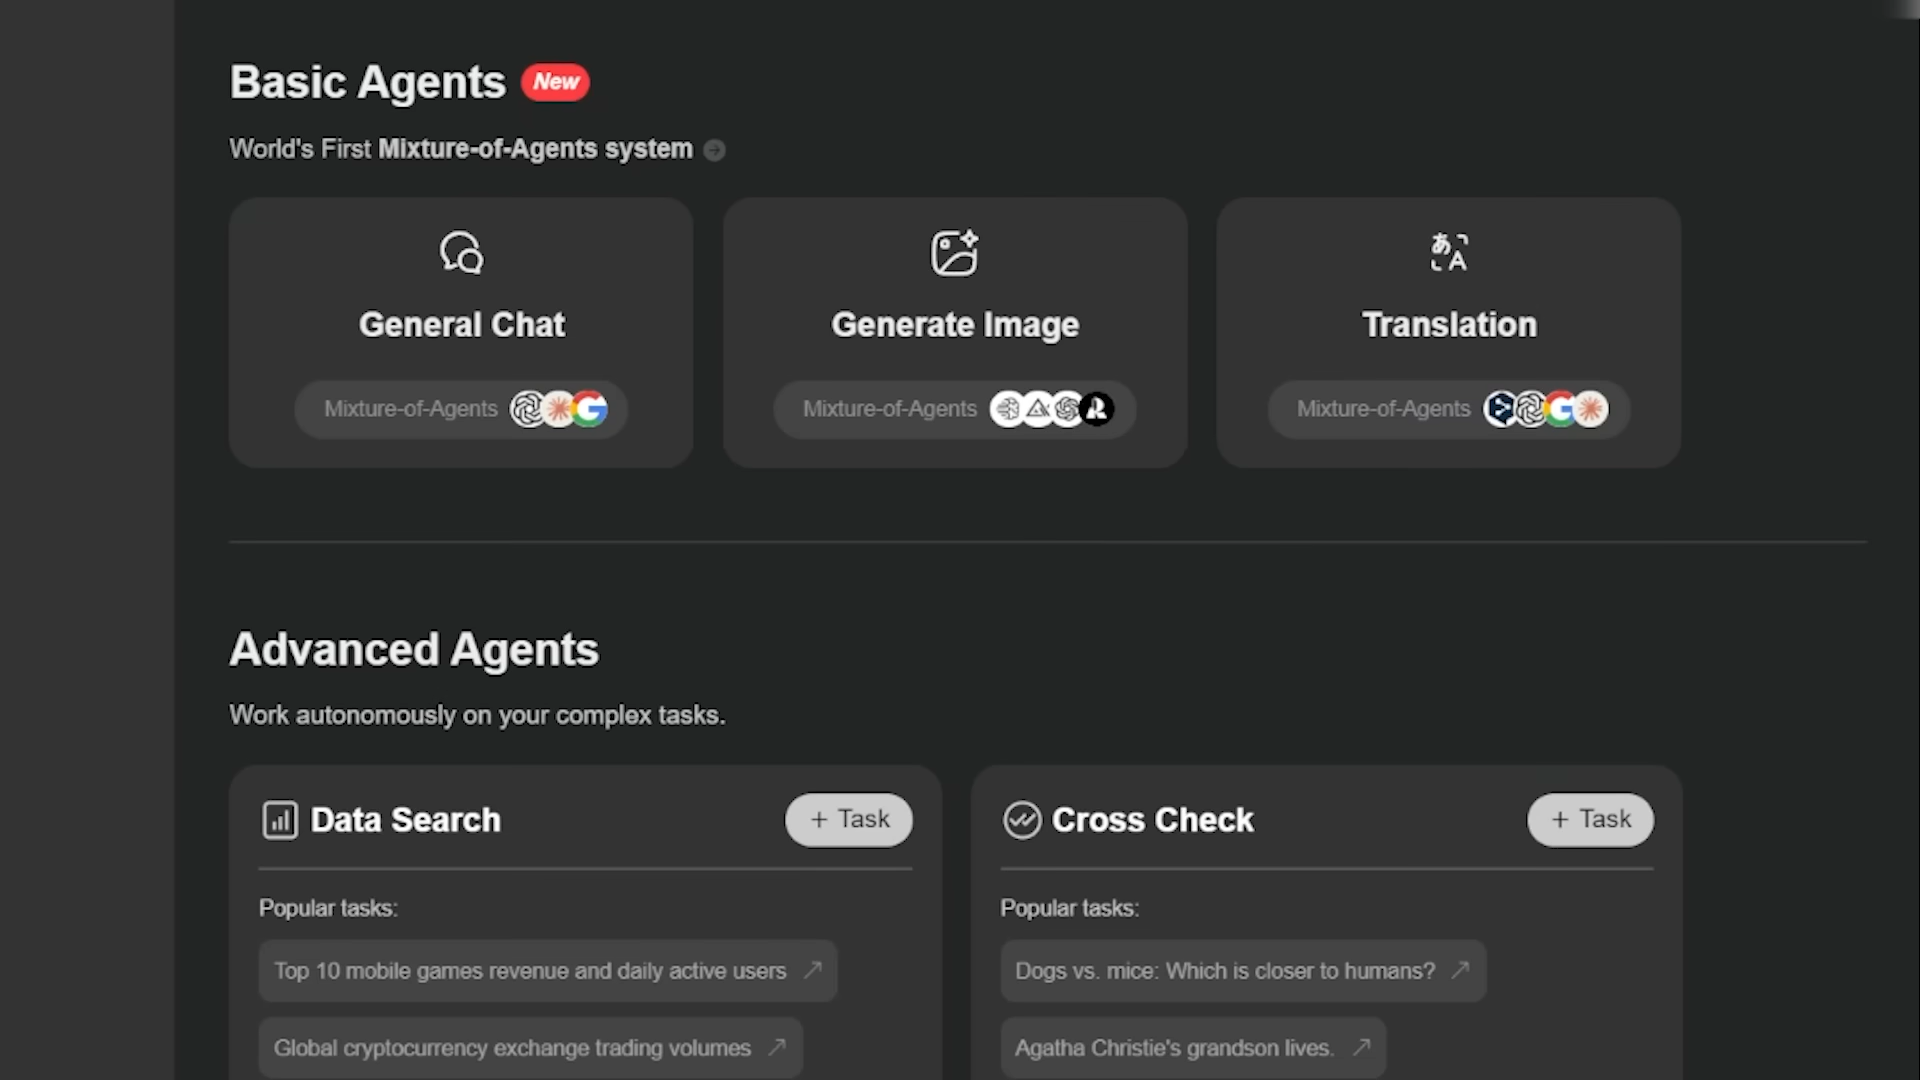 Basic Agents New
World's First Mixture-of-Agents system
General Chat
Mixture-of-Agents
Generate Image
Mixture-of-Agents
Translation
Mixture-of-Agents
Advanced Agents
Work autonomously on your complex tasks.
Data Search
+ Task
Popular tasks:
Top 10 mobile games revenue and daily active users
Global cryptocurrency exchange trading volumes
Cross Check
+ Task
Popular tasks:
Dogs vs. mice: Which is closer to humans?
Agatha Christie's grandson lives.